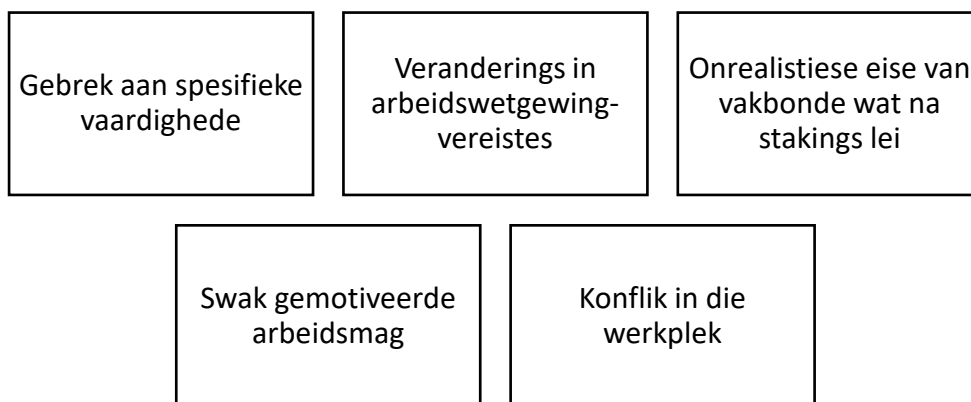 Gebrek aan spesifieke
vaardighede
Veranderings in
arbeidswetgewing-
vereistes
Onrealistiese eise van
vakbonde wat na
stakings lei
Swak gemotiveerde
arbeidsmag
Konflik in die
werkplek